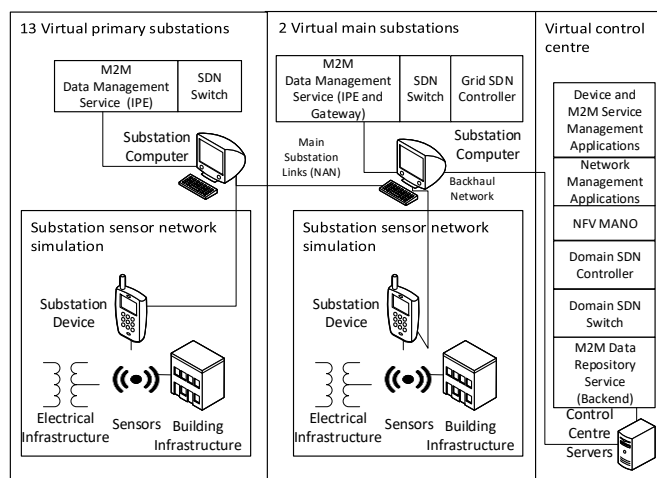 13 Virtual primary substations
M2M
Data Management
Service (IPE)
SDN
Switch
Substation
Computer
Substation sensor network
simulation
Substation
Device
Electrical
Infrastructure
Sensors
Building
Infrastructure
2 Virtual main substations
M2M
Data Management
Service (IPE and
Gateway)
SDN
Switch
Grid SDN
Controller
Main
Substation
Links (NAN)
Substation
Computer
Backhaul
Network
Substation sensor network
simulation
Substation
Device
Electrical
Infrastructure
Sensors
Building
Infrastructure
Virtual control
centre
Device and
M2M Service
Management
Applications
Network
Management
Applications
NFV MANO
Domain SDN
Controller
Domain SDN
Switch
M2M Data
Repository
Service
(Backend)
Control
Centre
Servers